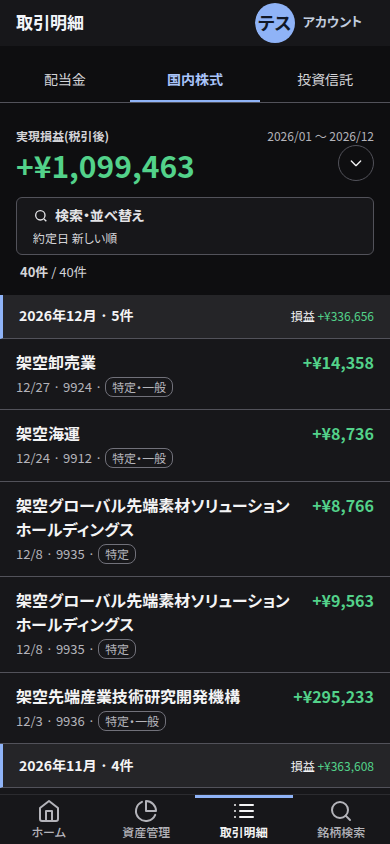 取引明細
テス アカウント
配当金 国内株式 投資信託
実現損益(税引後) 2026/01 〜 2026/12
+¥1,099,463
検索・並べ替え
約定日 新しい順
40件 / 40件
2026年12月・5件 損益 +¥336,656
架空卸売業 +¥14,358
12/27・9924・特定・一般
架空海運 +¥8,736
12/24・9912・特定・一般
架空グローバル先端素材ソリューション +¥8,766
ホールディングス
12/8・9935・特定
架空グローバル先端素材ソリューション +¥9,563
ホールディングス
12/8・9935・特定
架空先端産業技術研究開発機構 +¥295,233
12/3・9936・特定・一般
2026年11月・4件 損益 +¥363,608
ホーム 資産管理 取引明細 銘柄検索